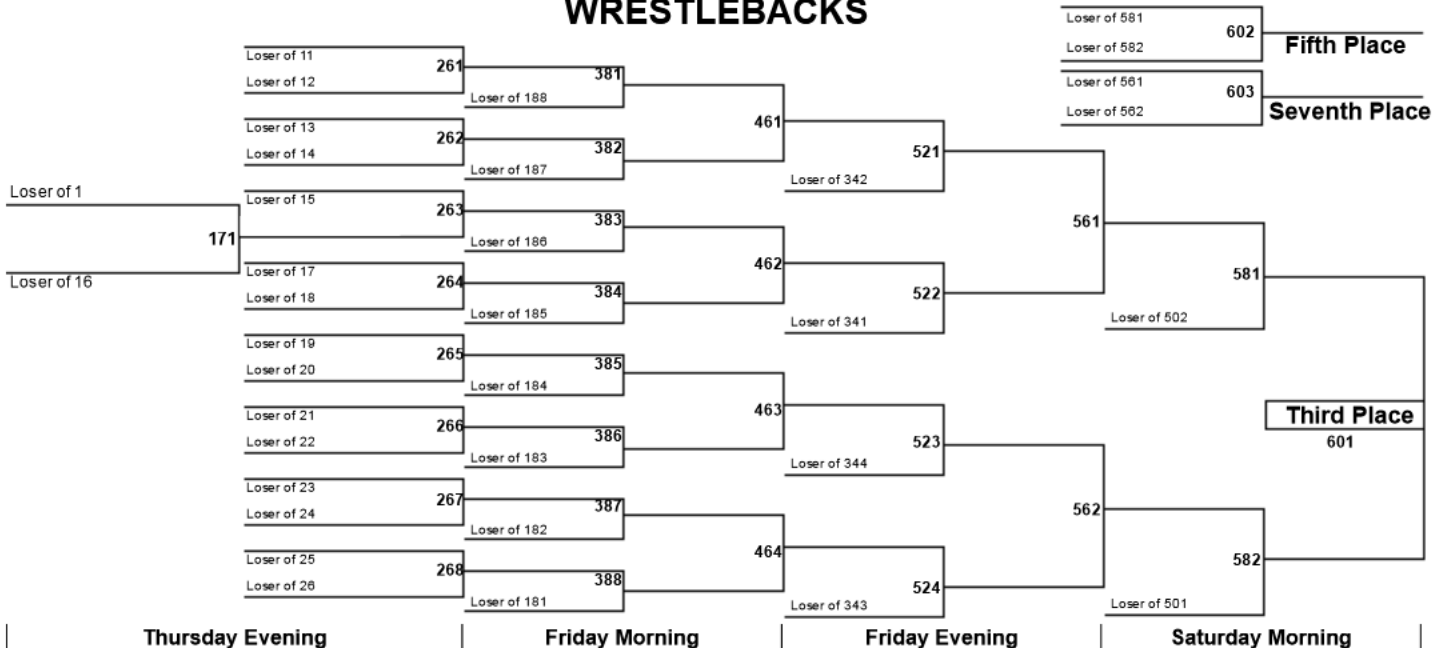 WRESTLEBACKS
Loser of 581
602
Loser of 582
Fifth Place
Loser of 561
603
Loser of 562
Seventh Place
Loser of 11
261
Loser of 12
Loser of 13
262
Loser of 14
Loser of 1
171
Loser of 16
Loser of 15
263
Loser of 17
264
Loser of 18
Loser of 19
265
Loser of 20
Loser of 21
266
Loser of 22
Loser of 23
267
Loser of 24
Loser of 25
268
Loser of 26
381
Loser of 188
382
Loser of 187
383
Loser of 186
384
Loser of 185
385
Loser of 184
386
Loser of 183
387
Loser of 182
388
Loser of 181
461
462
463
464
521
Loser of 342
522
Loser of 341
523
Loser of 344
524
Loser of 343
561
562
581
Loser of 502
582
Loser of 501
Third Place
601
Thursday Evening
Friday Morning
Friday Evening
Saturday Morning